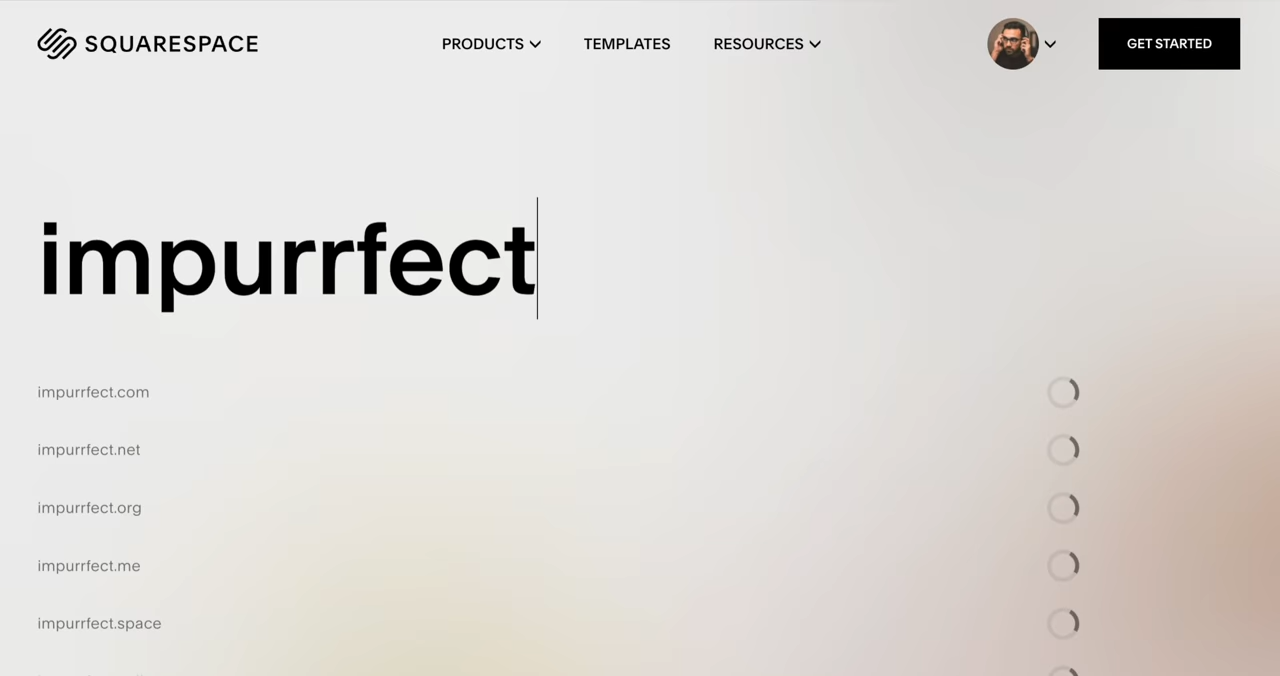 SQUARESPACE PRODUCTS TEMPLATES RESOURCES GET STARTED
impurrfect
impurrfect.com
impurrfect.net
impurrfect.org
impurrfect.me
impurrfect.space